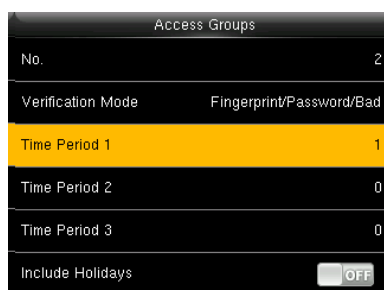 Access Groups
No. 2
Verification Mode Fingerprint/Password/Bad
Time Period 1 1
Time Period 2 0
Time Period 3 0
Include Holidays OFF